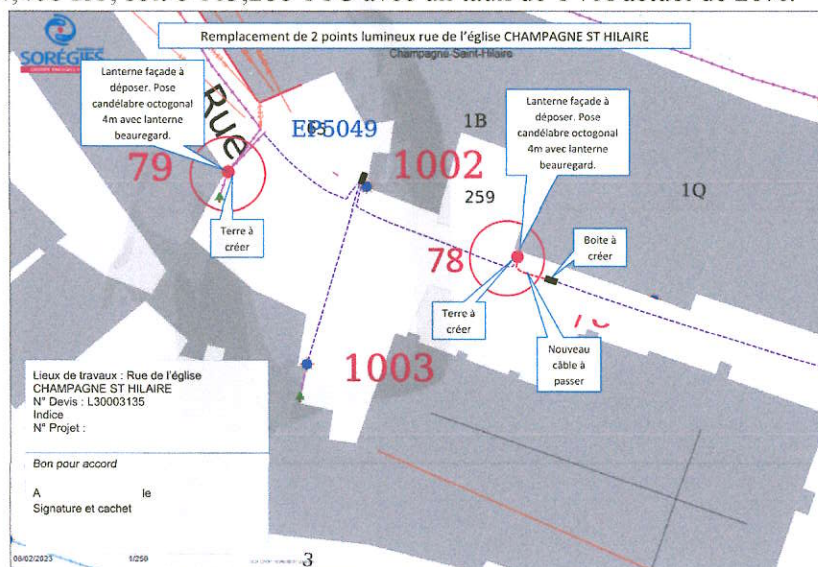 SORÉGIES
Remplacement de 2 points lumineux rue de l'église CHAMPAGNE ST HILAIRE
Champagne-Saint-Hilaire
Lanterne façade à
déposer. Pose
candélabre octogonal
4m avec lanterne
beauregard.
Rue
EP5049
65
1B
Lanterne façade à
déposer. Pose
candélabre octogonal
4m avec lanterne
beauregard.
79
1002
259
1Q
Terre à
créer
78
Boite à
créer
Terre à
créer
Nouveau
câble à
passer
1003
Lieux de travaux : Rue de l'église
CHAMPAGNE ST HILAIRE
N° Devis : L30003135
Indice
N° Projet :
Bon pour accord
A le
Signature et cachet
08/02/2023
1/250
3